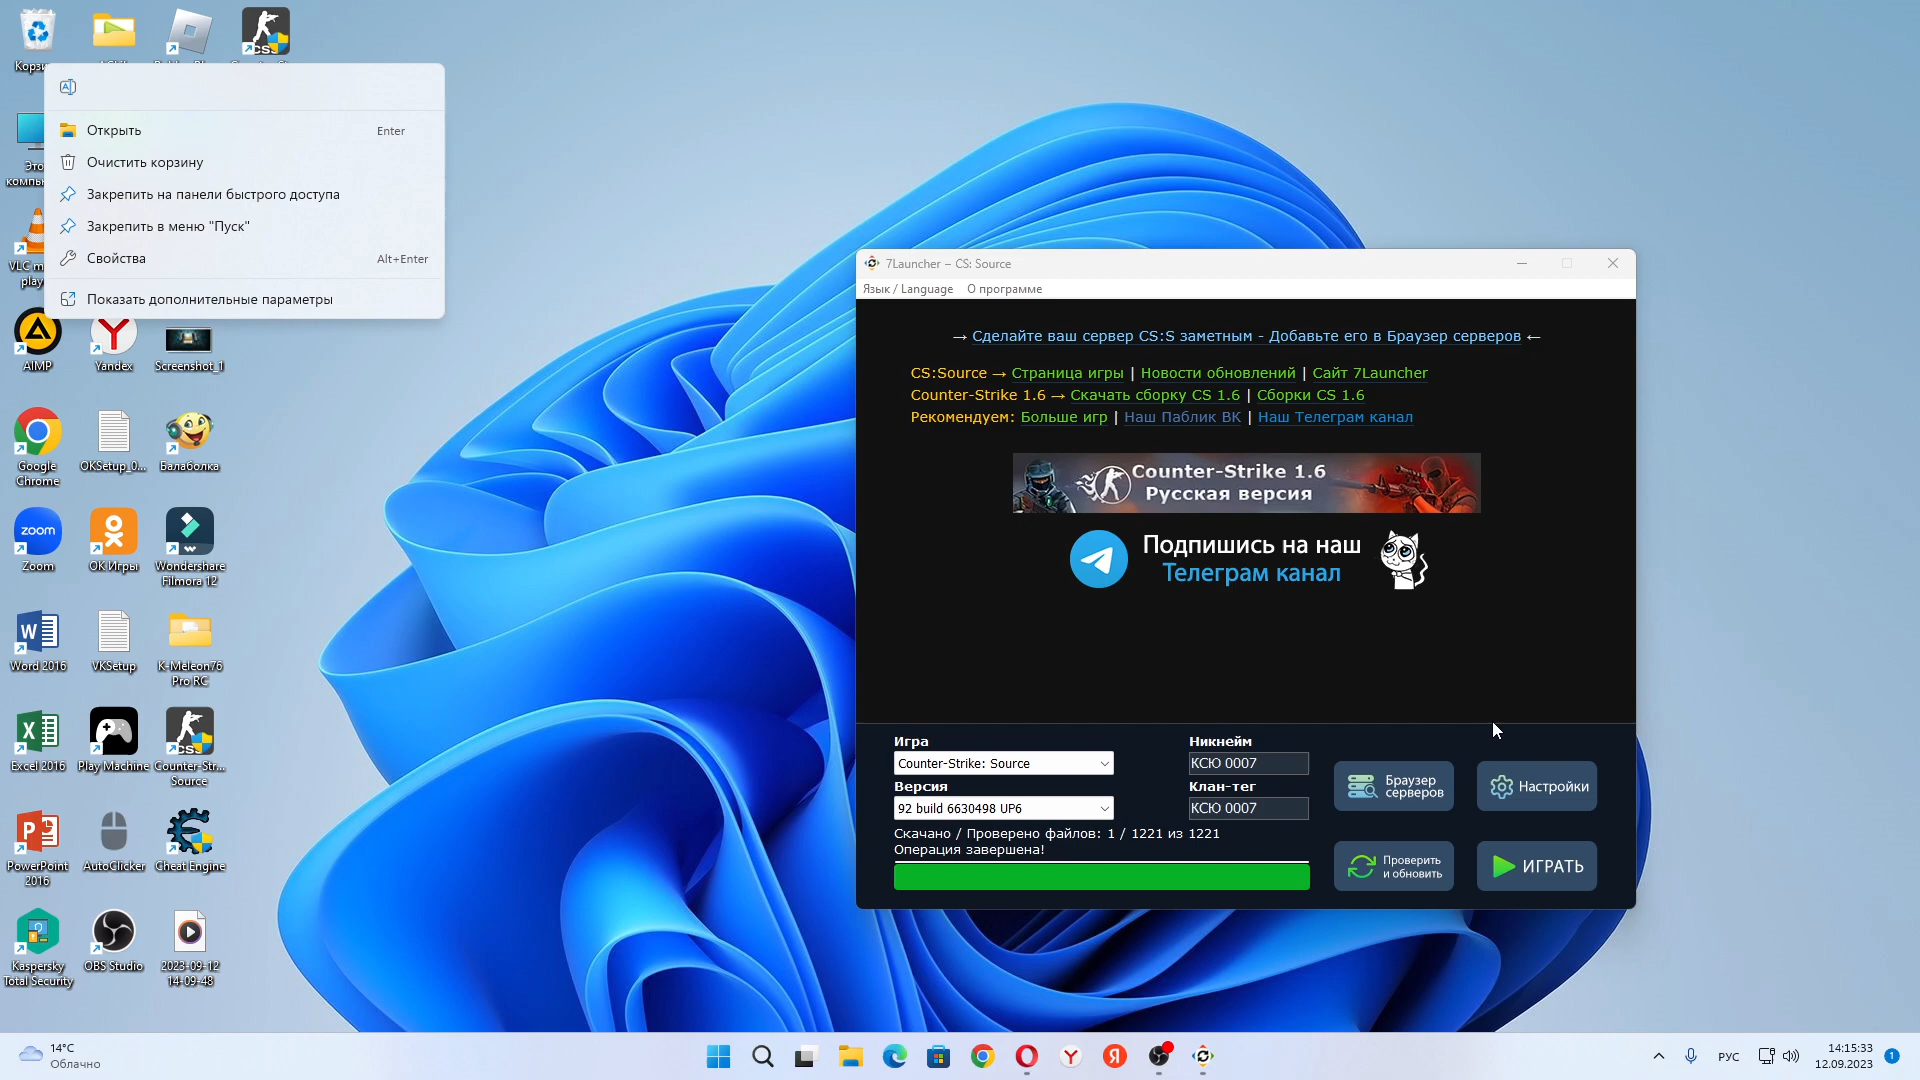 Корзи
Открыть Enter
Очистить корзину
Закрепить на панели быстрого доступа
Закрепить в меню "Пуск"
Свойства Alt+Enter
Показать дополнительные параметры
AIMP
Yandex
Screenshot_1
Google
Chrome
OKSetup_0...
Балаболка
zoom
Zoom
ОК Игры
Wondershare
Filmora 12
Word 2016
VKSetup
K-Meleon76
Pro RC
Excel 2016
Play Machine
Counter-Str...
Source
PowerPoint
2016
AutoClicker
Cheat Engine
Kaspersky
Total Security
OBS Studio
2023-09-12
14-09-48
7Launcher – CS: Source
Язык / Language О программе
→ Сделайте ваш сервер CS:S заметным - Добавьте его в Браузер серверов ←
CS:Source → Страница игры | Новости обновлений | Сайт 7Launcher
Counter-Strike 1.6 → Скачать сборку CS 1.6 | Сборки CS 1.6
Рекомендуем: Больше игр | Наш Паблик ВК | Наш Телеграм канал
Counter-Strike 1.6
Русская версия
Подпишись на наш
Телеграм канал
Игра
Counter-Strike: Source
Версия
92 build 6630498 UP6
Никнейм
КСЮ 0007
Клан-тег
КСЮ 0007
Скачано / Проверено файлов: 1 / 1221 из 1221
Операция завершена!
Браузер
серверов
Настройки
Проверить
и обновить
ИГРАТЬ
14°C
Облачно
РУС
14:15:33
12.09.2023
1